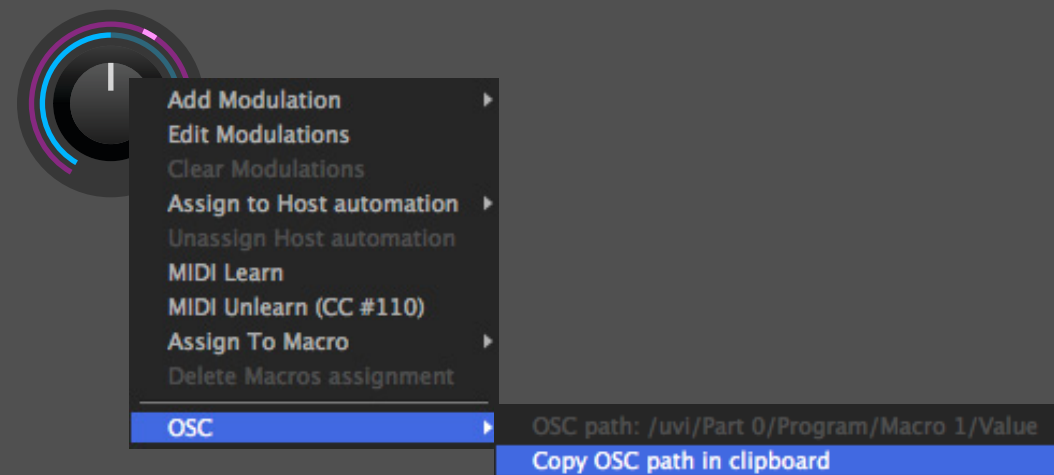 Add Modulation
Edit Modulations
Clear Modulations
Assign to Host automation
Unassign Host automation
MIDI Learn
MIDI Unlearn (CC #110)
Assign To Macro
Delete Macros assignment
OSC
OSC path: /uvi/Part 0/Program/Macro 1/Value
Copy OSC path in clipboard